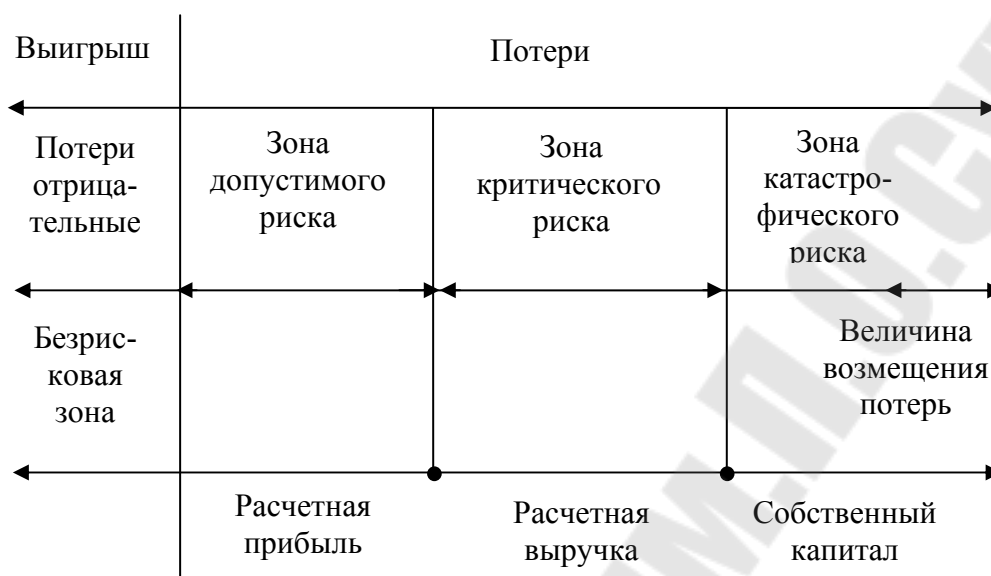 Выигрыш
Потери
Потери
отрица-
тельные
Зона
допустимого
риска
Зона
критического
риска
Зона
катастро-
фического
риска
Безрис-
ковая
зона
Величина
возмещения
потерь
Расчетная
прибыль
Расчетная
выручка
Собственный
капитал